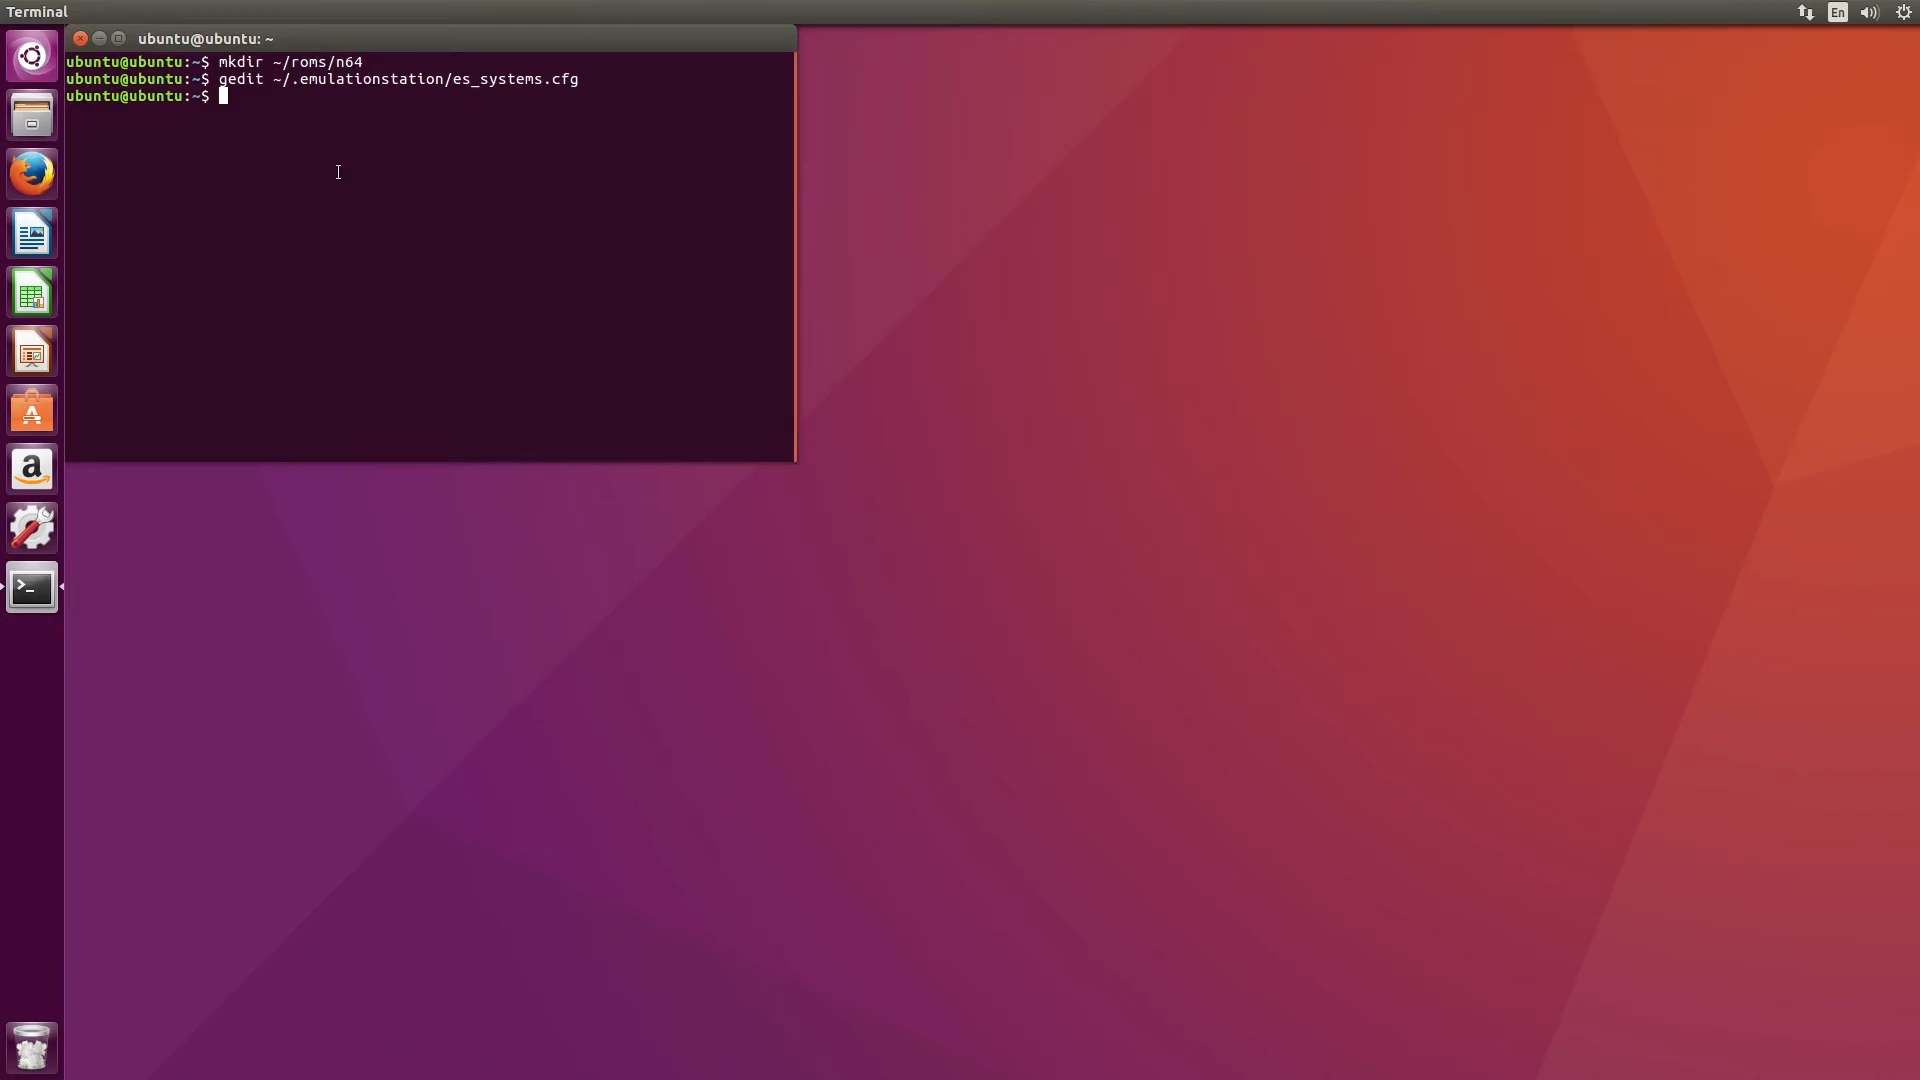 Terminal
En
ubuntu@ubuntu: ~
ubuntu@ubuntu:~$ mkdir ~/roms/n64
ubuntu@ubuntu:~$ gedit ~/.emulationstation/es_systems.cfg
ubuntu@ubuntu:~$